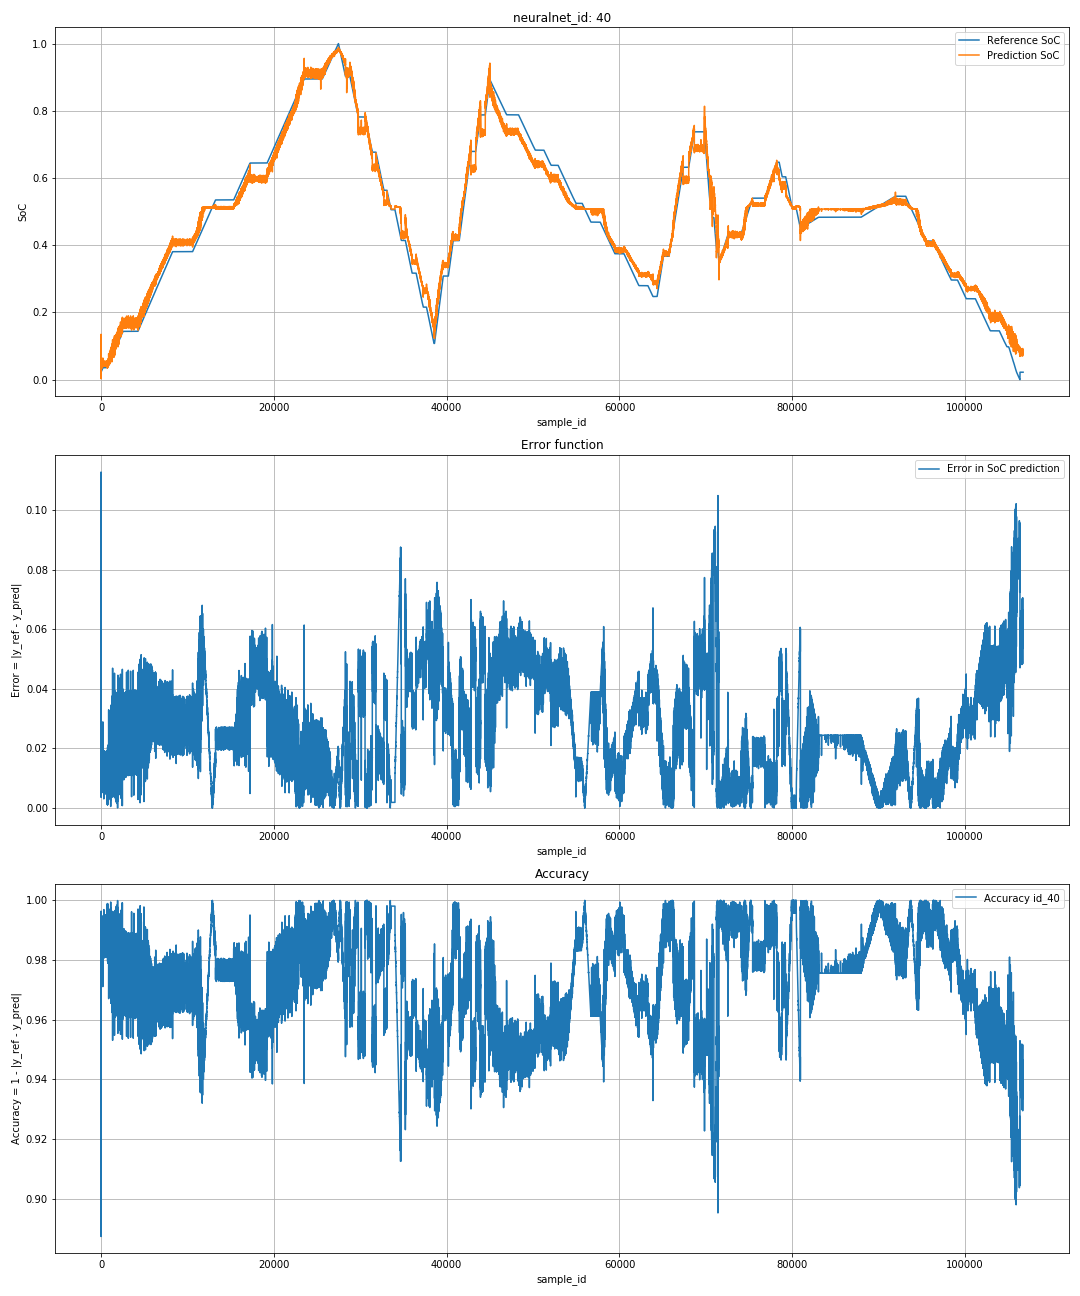 neuralnet_id: 40
Reference SoC
Prediction SoC
SoC
1.0
0.8
0.6
0.4
0.2
0.0
0 20000 40000 60000 80000 100000
sample_id
Error function
Error in SoC prediction
Error = |y_ref - y_pred|
0.10
0.08
0.06
0.04
0.02
0.00
0 20000 40000 60000 80000 100000
sample_id
Accuracy
Accuracy id_40
Accuracy = 1 - |y_ref - y_pred|
1.00
0.98
0.96
0.94
0.92
0.90
0 20000 40000 60000 80000 100000
sample_id